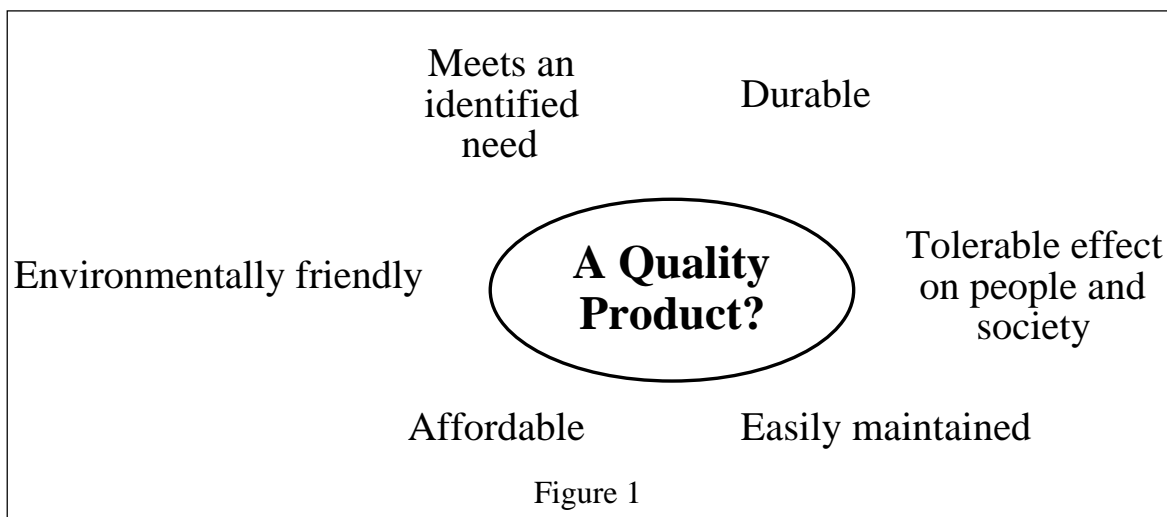 Meets an
identified
need
Durable
Environmentally friendly
A Quality
Product?
Tolerable effect
on people and
society
Affordable
Easily maintained
Figure 1